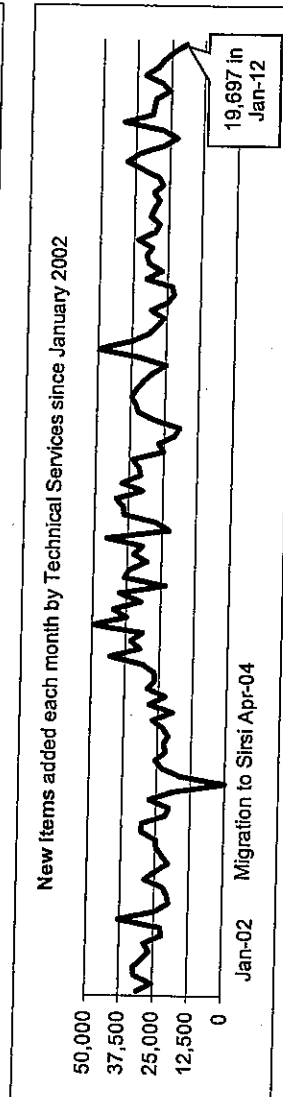 New Items added each month by Technical Services since January 2002
50,000
37,500
25,000
12,500
0
Jan-02
Migration to Sirsi Apr-04
19,697 in
Jan-12